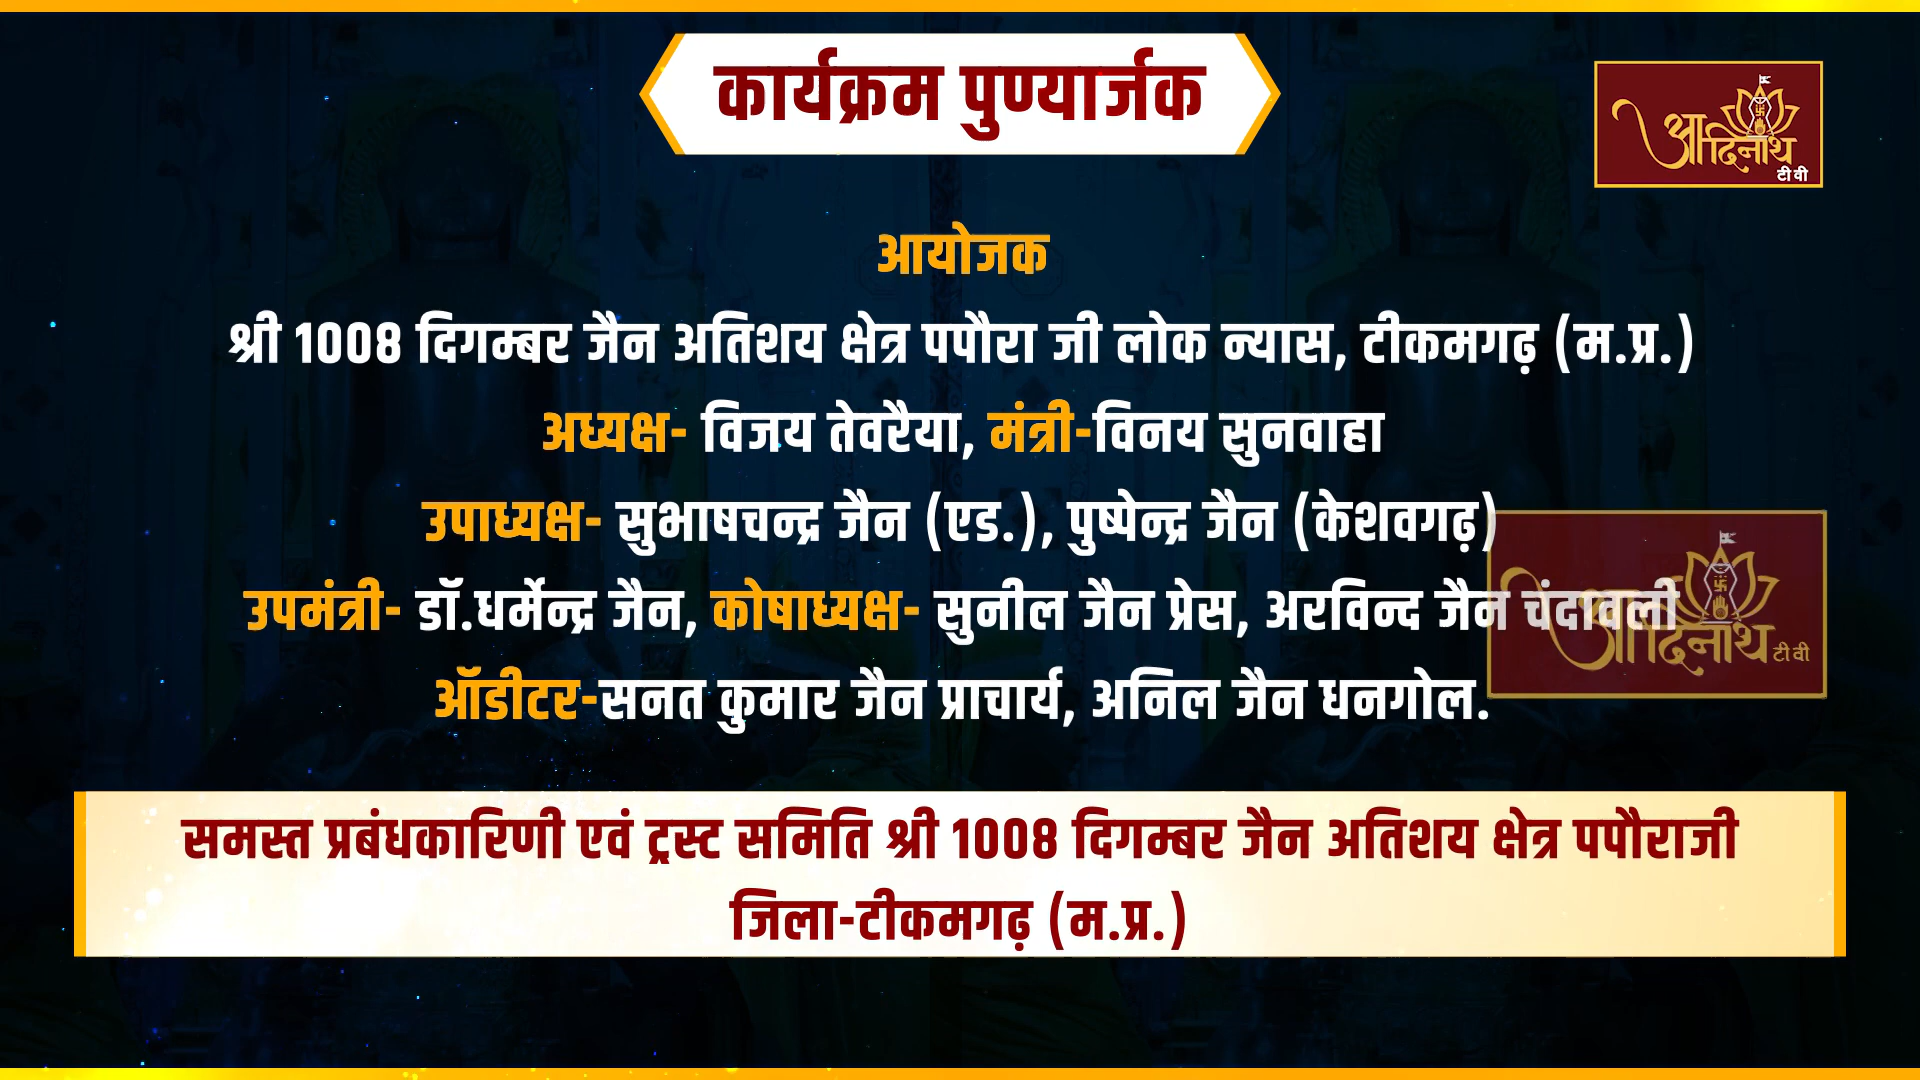 कार्यक्रम पुण्यार्जक
आदिनाथ
टी वी
आयोजक
श्री 1008 दिगम्बर जैन अतिशय क्षेत्र पपौरा जी लोक न्यास, टीकमगढ़ (म.प्र.)
अध्यक्ष- विजय तेवरैया, मंत्री-विनय सुनवाहा
उपाध्यक्ष- सुभाषचन्द्र जैन (एड.), पुष्पेन्द्र जैन (केशवगढ़)
उपमंत्री- डॉ.धर्मेन्द्र जैन, कोषाध्यक्ष- सुनील जैन प्रेस, अरविन्द जैन चंदावली
आदिनाथ टी वी
ऑडीटर-सनत कुमार जैन प्राचार्य, अनिल जैन धनगोल.
समस्त प्रबंधकारिणी एवं ट्रस्ट समिति श्री 1008 दिगम्बर जैन अतिशय क्षेत्र पपौराजी
जिला-टीकमगढ़ (म.प्र.)